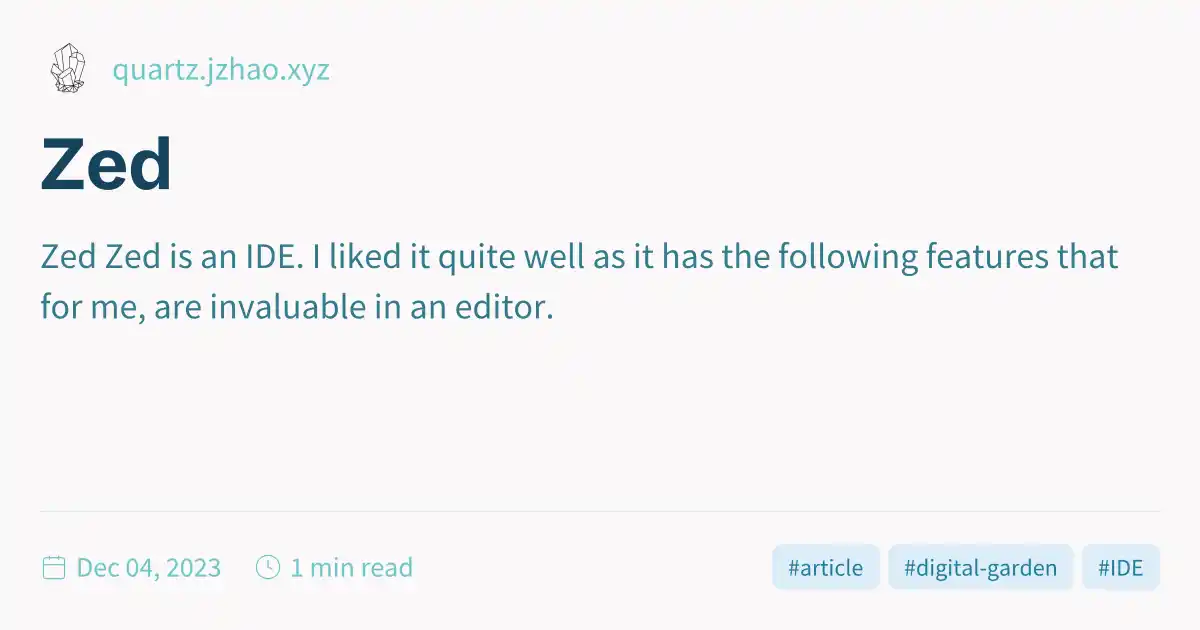 quartz.jzhao.xyz
Zed
Zed Zed is an IDE. I liked it quite well as it has the following features that
for me, are invaluable in an editor.
Dec 04, 2023 1 min read #article #digital-garden #IDE